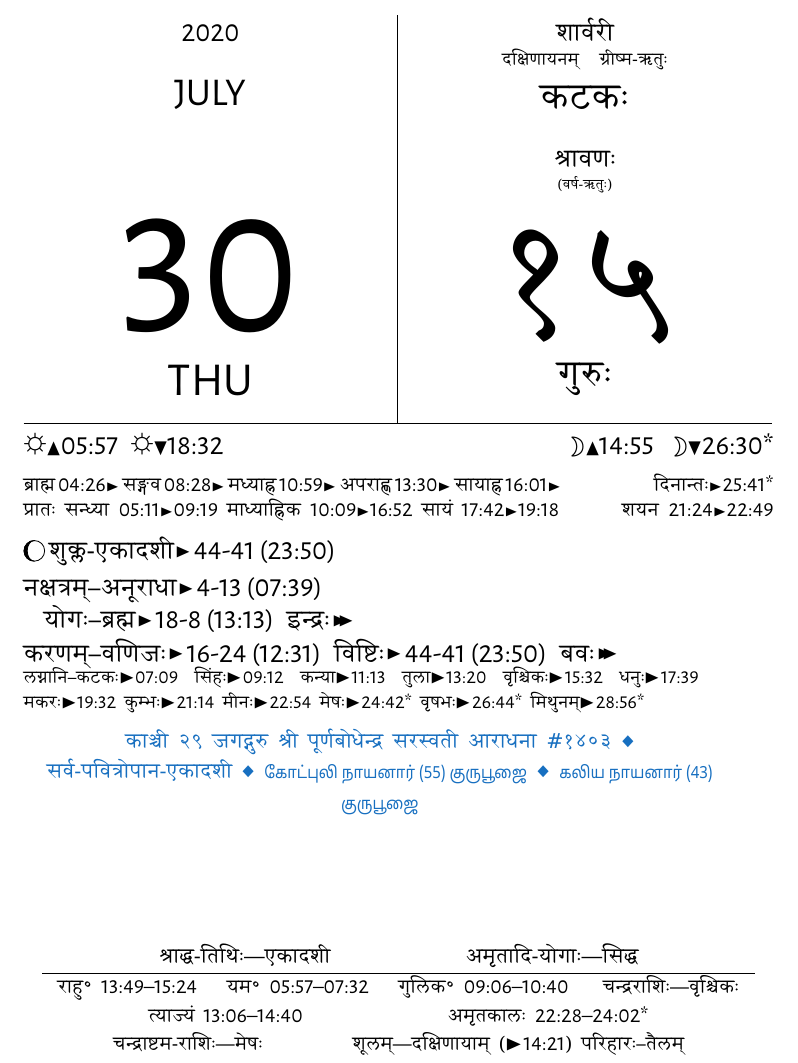 2020
JULY
30
THU
शार्वरी
दक्षिणायनम् ग्रीष्म-ऋतुः
कटकः
श्रावणः
(वर्ष-ऋतुः)
१५
गुरुः
☼▲05:57 ☼▼18:32 ☽▲14:55 ☽▼26:30*
ब्राह्म 04:26► सङ्गव 08:28► मध्याह्न 10:59► अपराह्ण 13:30► सायाह्न 16:01► दिनान्तः►25:41*
प्रातः सन्ध्या 05:11►09:19 माध्याह्निक 10:09►16:52 सायं 17:42►19:18 शयन 21:24►22:49
शुक्ल-एकादशी► 44-41 (23:50)
नक्षत्रम्–अनूराधा► 4-13 (07:39)
योगः–ब्रह्म► 18-8 (13:13) इन्द्रः►►
करणम्–वणिजः► 16-24 (12:31) विष्टिः► 44-41 (23:50) बवः►►
लग्नानि–कटकः►07:09 सिंहः►09:12 कन्या►11:13 तुला►13:20 वृश्चिकः►15:32 धनुः►17:39
मकरः►19:32 कुम्भः►21:14 मीनः►22:54 मेषः►24:42* वृषभः►26:44* मिथुनम्►28:56*
काञ्ची २९ जगद्गुरु श्री पूर्णबोधेन्द्र सरस्वती आराधना #१४०३ ◆
सर्व-पवित्रोपान-एकादशी ◆ கோட்புலி நாயனார் (55) குருபூஜை ◆ கலிய நாயனார் (43)
குருபூஜை
श्राद्ध-तिथिः—एकादशी अमृतादि-योगाः—सिद्ध
राहु॰ 13:49–15:24 यम॰ 05:57–07:32 गुलिक॰ 09:06–10:40 चन्द्रराशिः—वृश्चिकः
त्याज्यं 13:06–14:40 अमृतकालः 22:28–24:02*
चन्द्राष्टम-राशिः—मेषः शूलम्—दक्षिणायाम् (►14:21) परिहारः–तैलम्